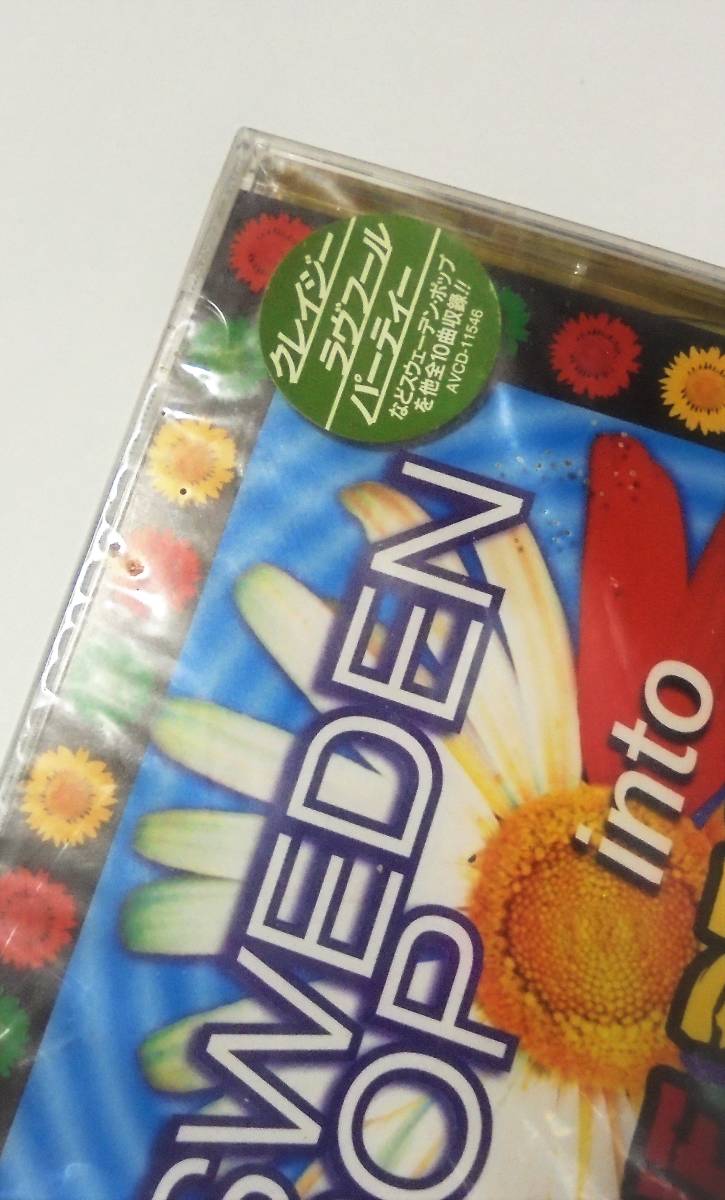 クレイジー
ラヴフール
パーティー
などスウェーデン・ポップ
を他全10曲収録!!
AVCD-11546
SWEDEN
OP
into